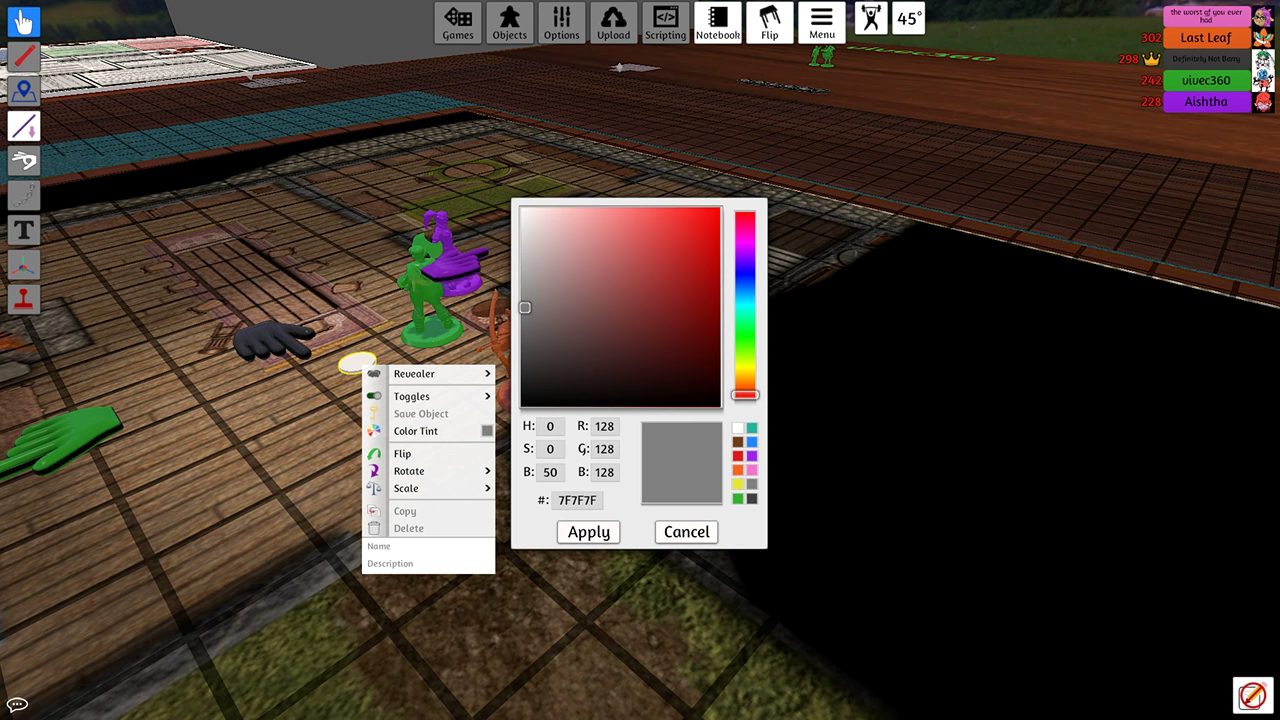 Games
Objects
Options
Upload
Scripting
Notebook
Flip
Menu
45°
the worst of you ever had
302 Last Leaf
298 Definitely Not Barry
242 vivec360
228 Aishtha
vivec360
T
Revealer
Toggles
Save Object
Color Tint
Flip
Rotate
Scale
Copy
Delete
Name
Description
H: 0 R: 128
S: 0 G: 128
B: 50 B: 128
#: 7F7F7F
Apply Cancel